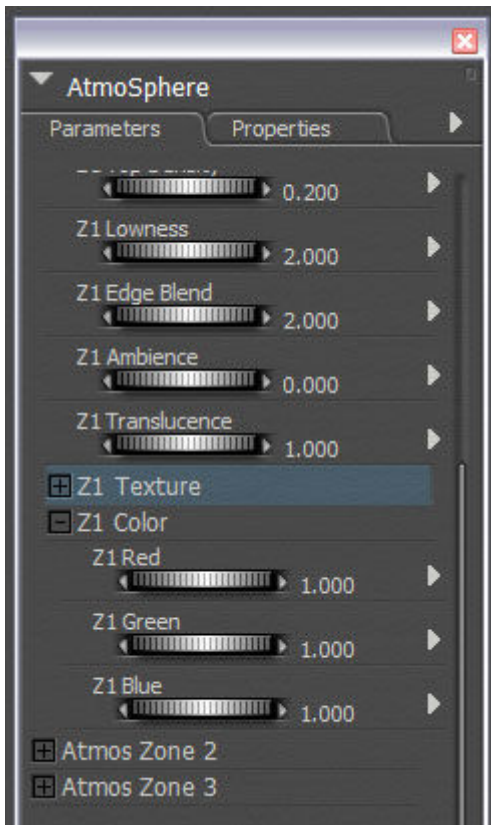 AtmoSphere
Parameters Properties
0.200
Z1 Lowness
2.000
Z1 Edge Blend
2.000
Z1 Ambience
0.000
Z1 Translucence
1.000
Z1 Texture
Z1 Color
Z1 Red
1.000
Z1 Green
1.000
Z1 Blue
1.000
Atmos Zone 2
Atmos Zone 3